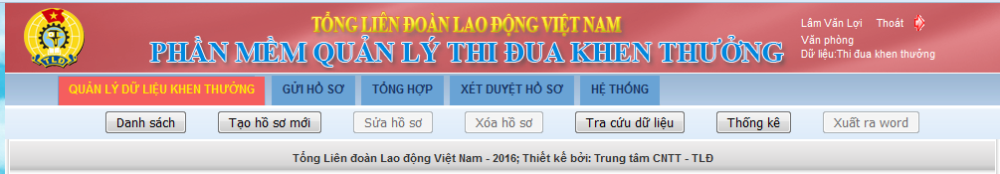 TLĐ
TỔNG LIÊN ĐOÀN LAO ĐỘNG VIỆT NAM
PHẦN MỀM QUẢN LÝ THI ĐUA KHEN THƯỞNG
Lâm Văn Lợi Thoát
Văn phòng
Dữ liệu:Thi đua khen thưởng
QUẢN LÝ DỮ LIỆU KHEN THƯỞNG GỬI HỒ SƠ TỔNG HỢP XÉT DUYỆT HỒ SƠ HỆ THỐNG
Danh sách Tạo hồ sơ mới Sửa hồ sơ Xóa hồ sơ Tra cứu dữ liệu Thống kê Xuất ra word
Tổng Liên đoàn Lao động Việt Nam - 2016; Thiết kế bởi: Trung tâm CNTT - TLĐ